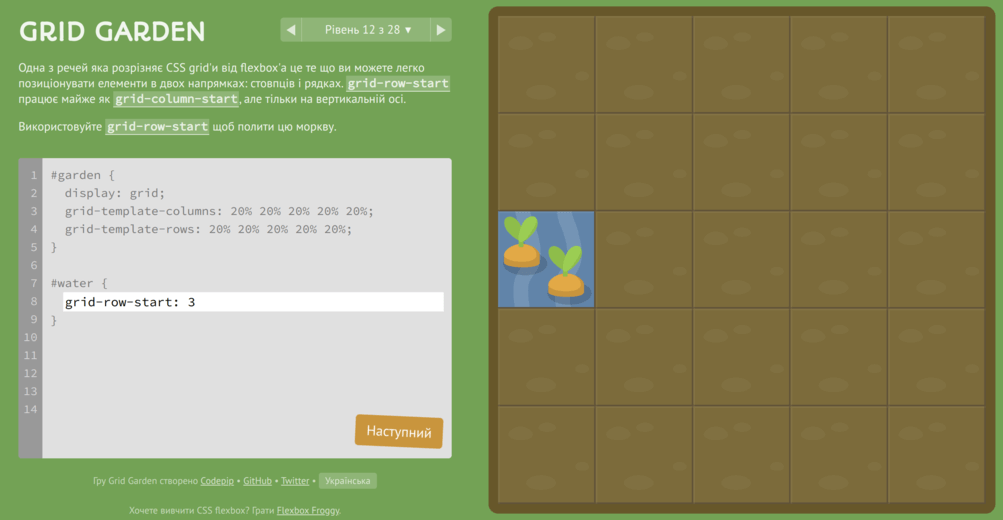 GRID GARDEN
◀ Рівень 12 з 28 ▼ ▶
Одна з речей яка розрізняє CSS grid'и від flexbox'а це те що ви можете легко
позиціонувати елементи в двох напрямках: стовпців і рядках. grid-row-start
працює майже як grid-column-start, але тільки на вертикальній осі.
Використовуйте grid-row-start щоб полити цю моркву.
1 #garden {
2 display: grid;
3 grid-template-columns: 20% 20% 20% 20% 20%;
4 grid-template-rows: 20% 20% 20% 20% 20%;
5 }
6
7 #water {
8 grid-row-start: 3
9 }
10
11
12
13
14
Наступний
Гру Grid Garden створено Codepip • GitHub • Twitter • Українська
Хочете вивчити CSS flexbox? Грати Flexbox Froggy.